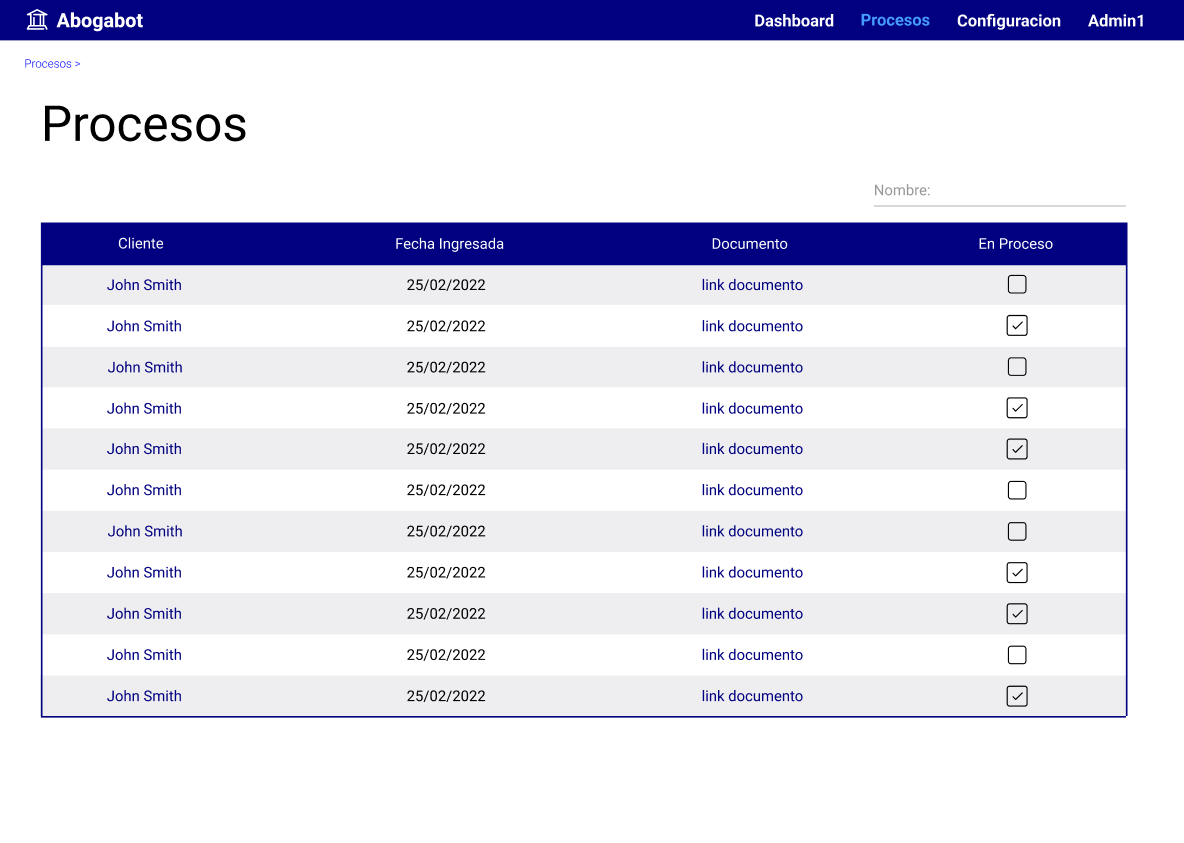 Abogabot Dashboard Procesos Configuracion Admin1
Procesos >
Procesos
Nombre:
Cliente Fecha Ingresada Documento En Proceso
John Smith 25/02/2022 link documento
John Smith 25/02/2022 link documento
John Smith 25/02/2022 link documento
John Smith 25/02/2022 link documento
John Smith 25/02/2022 link documento
John Smith 25/02/2022 link documento
John Smith 25/02/2022 link documento
John Smith 25/02/2022 link documento
John Smith 25/02/2022 link documento
John Smith 25/02/2022 link documento
John Smith 25/02/2022 link documento